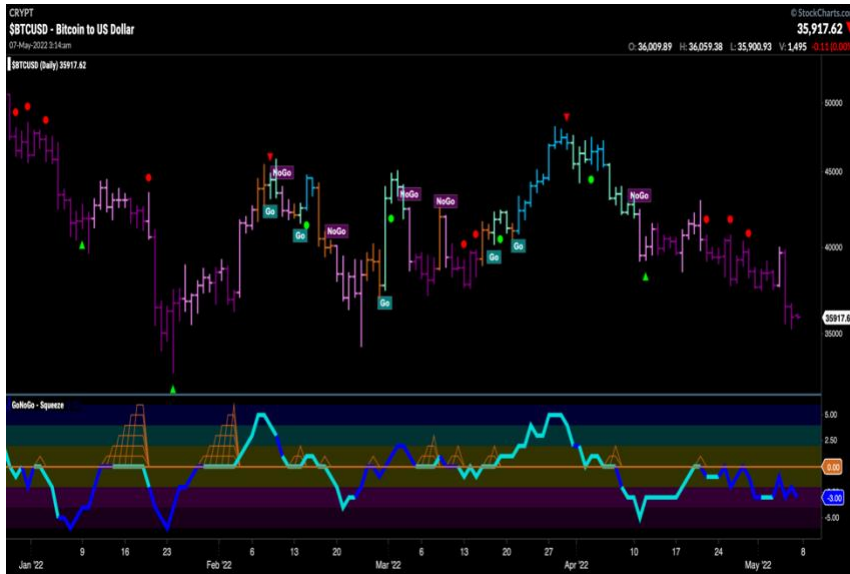 CRYPT
© StockCharts.co
$BTCUSD - Bitcoin to US Dollar
35,917.62
07-May-2022 3:14am
O: 36,009.89 H: 36,059.38 L: 35,900.93 V: 1,495 -0.11 (0.00
$BTCUSD (Daily) 35917.62
50000
45000
NoGo
NoGo
NoGo
NoGo
Go
NoGo
Go
Go
Go
40000
Go
35917.6
35000
GoNoGo - Squeeze
5.00
2.50
0.00
-3.00
-5.00
9
16
23
6
13
20
6
13
20
27
10
17
24
8
Jan '22
Feb '22
Mar '22
Apr '22
May '22